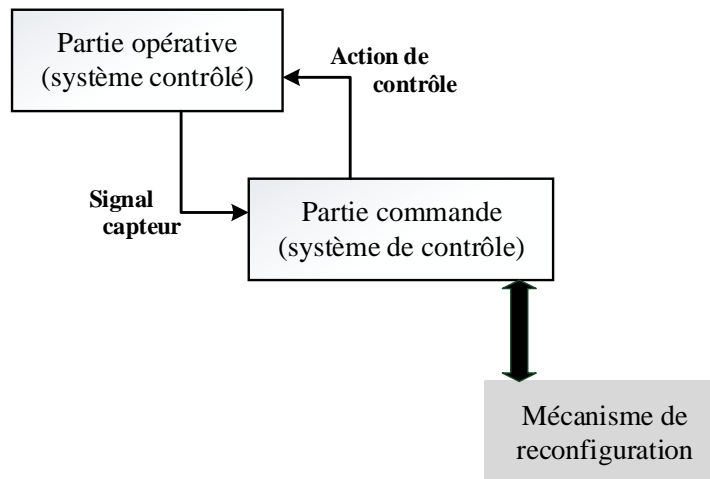 Partie opérative
(système contrôlé)
Action de
contrôle
Signal
capteur
Partie commande
(système de contrôle)
Mécanisme de
reconfiguration